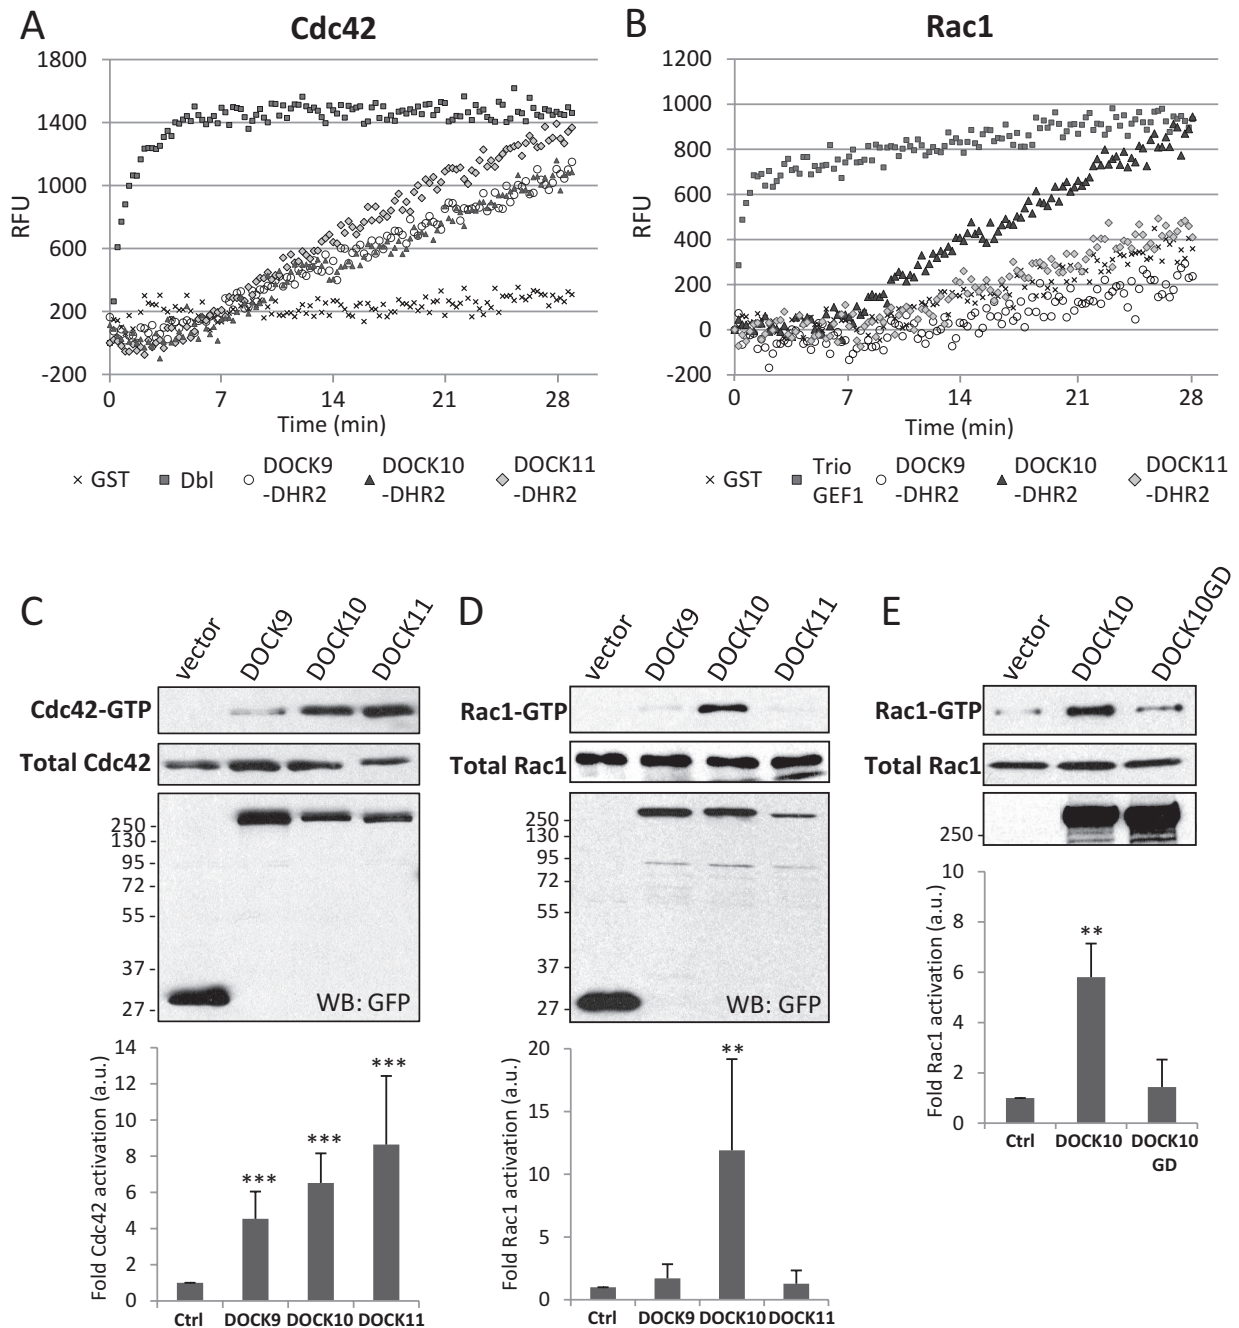 A
Cdc42
1800
1400
1000
600
200
-200
RFU
0 7 14 21 28
Time (min)
GST Dbl DOCK9 -DHR2 DOCK10 -DHR2 DOCK11 -DHR2
B
Rac1
1200
1000
800
600
400
200
0
-200
RFU
0 7 14 21 28
Time (min)
GST Trio GEF1 DOCK9 -DHR2 DOCK10 -DHR2 DOCK11 -DHR2
C
vector DOCK9 DOCK10 DOCK11
Cdc42-GTP
Total Cdc42
250 -
130 -
95 -
72 -
55 -
37 -
27 -
WB: GFP
14
12
10
8
6
4
2
0
Fold Cdc42 activation (a.u.)
*** *** ***
Ctrl DOCK9 DOCK10 DOCK11
D
vector DOCK9 DOCK10 DOCK11
Rac1-GTP
Total Rac1
250 -
130 -
95 -
72 -
55 -
37 -
27 -
WB: GFP
20
15
10
5
0
Fold Rac1 activation (a.u.)
**
Ctrl DOCK9 DOCK10 DOCK11
E
vector DOCK10 DOCK10GD
Rac1-GTP
Total Rac1
250 -
10
8
6
4
2
0
Fold Rac1 activation (a.u.)
**
Ctrl DOCK10 DOCK10
GD